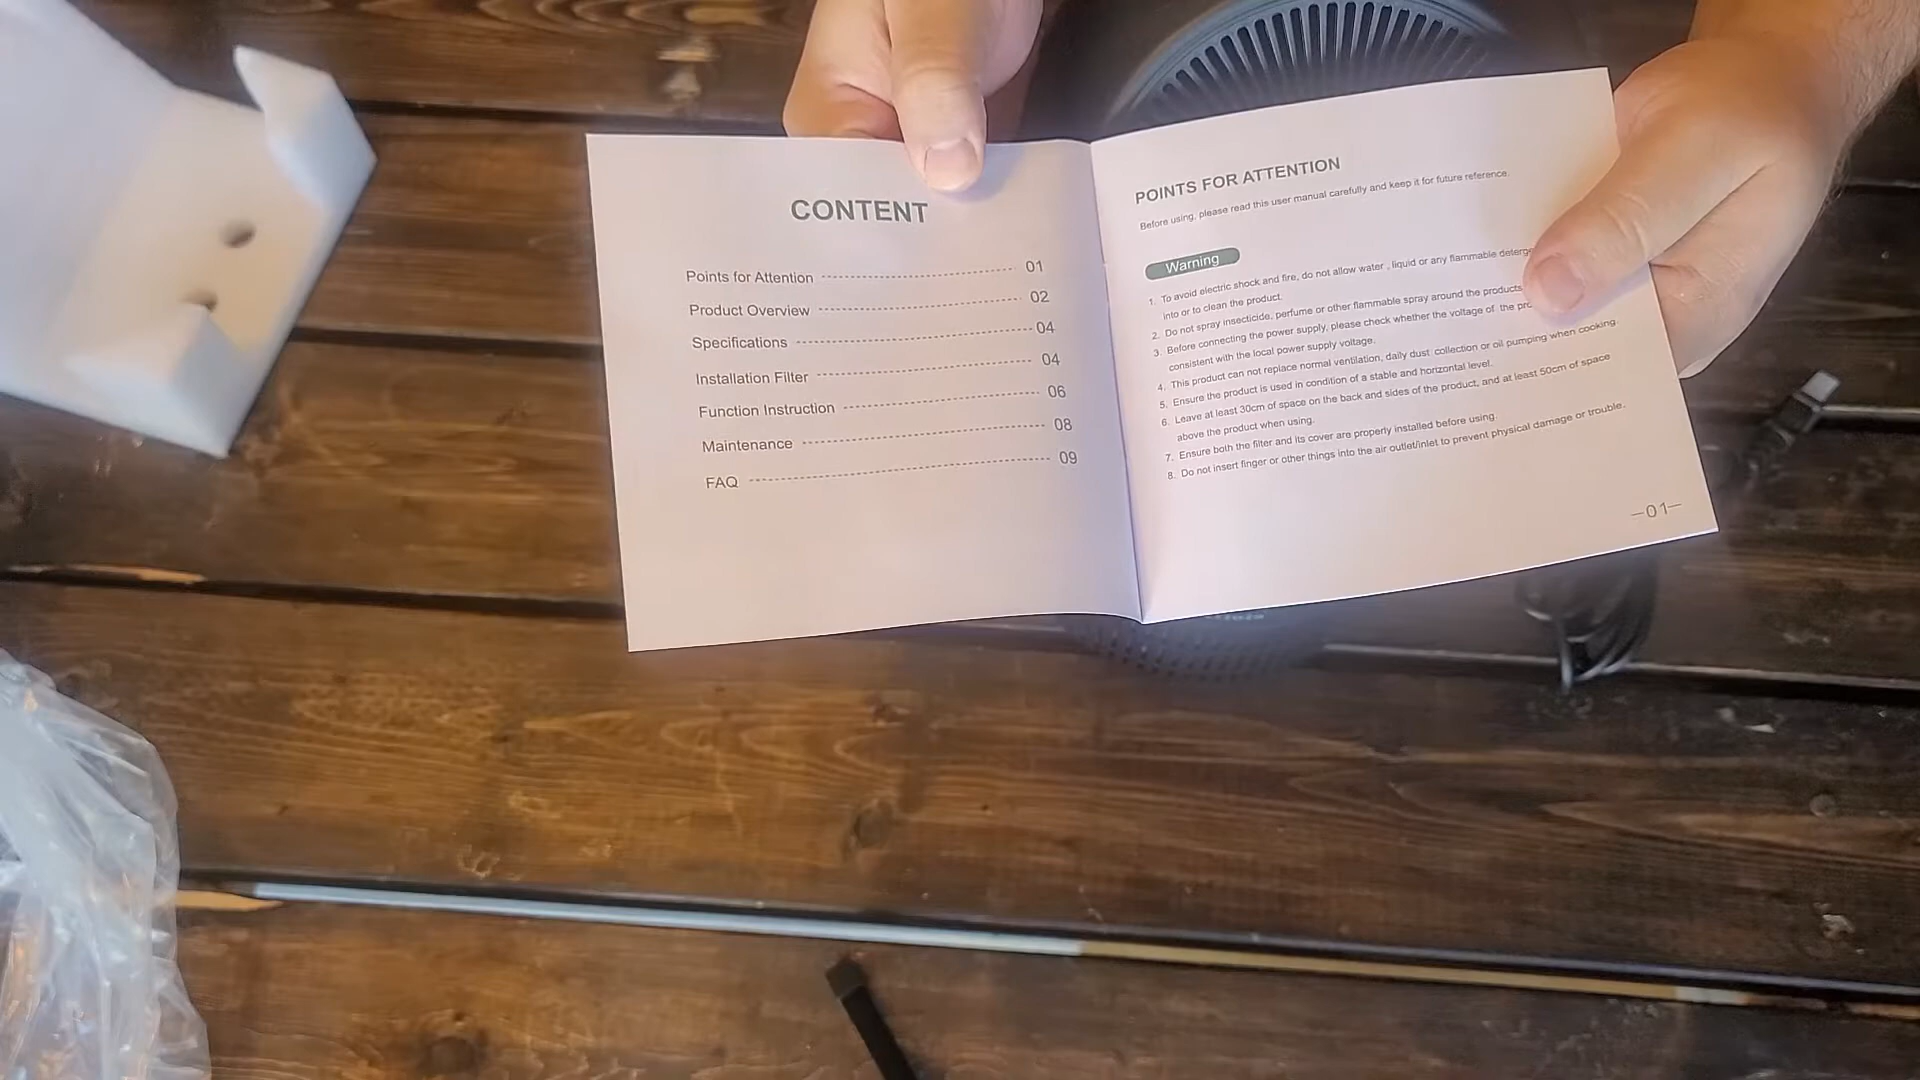 CONTENT
Points for Attention 01
Product Overview 02
Specifications 04
Installation Filter 04
Function Instruction 06
Maintenance 08
FAQ 09
POINTS FOR ATTENTION
Before using, please read this user manual carefully and keep it for future reference.
Warning
1. To avoid electric shock and fire, do not allow water , liquid or any flammable
into or to clean the product.
2. Do not spray insecticide, perfume or other flammable spray around the products
3. Before connecting the power supply, please check whether the voltage of the
consistent with the local power supply voltage.
4. This product can not replace normal ventilation, daily dust collection or oil pumping when cooking.
5. Ensure the product is used in condition of a stable and horizontal level.
6. Leave at least 30cm of space on the back and sides of the product, and at least 50cm of space
above the product when using.
7. Ensure both the filter and its cover are properly installed before using.
8. Do not insert finger or other things into the air outlet/inlet to prevent physical damage or trouble.
—01—